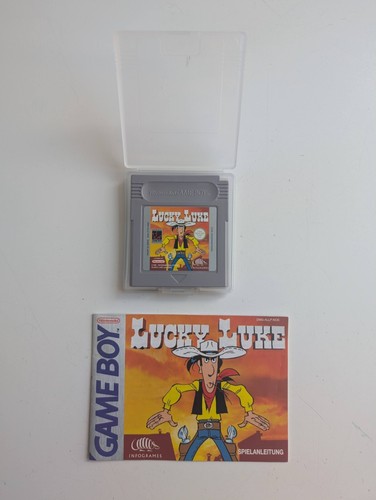 LUCKY LUKE
Nintendo
GAME BOY
LUCKY LUKE
INFOGRAMES
SPIELANLEITUNG